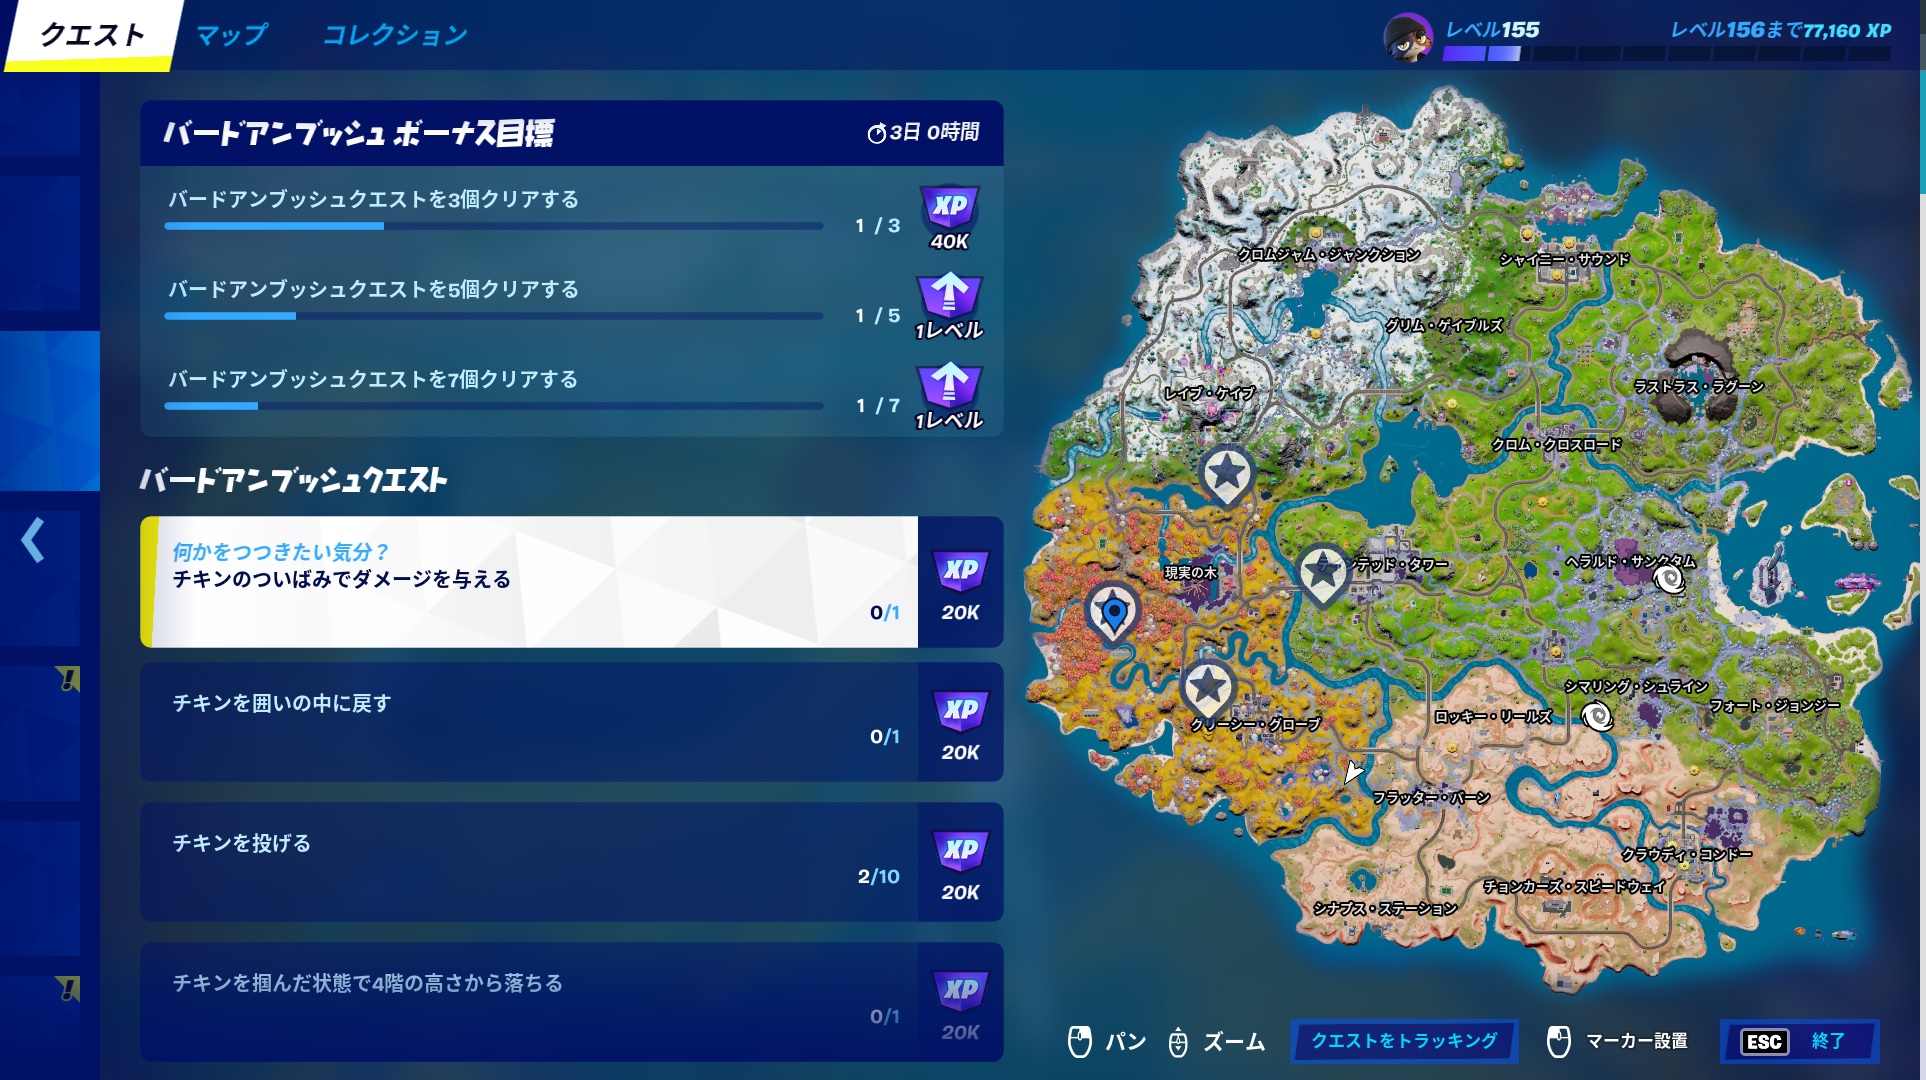 クエスト
マップ
コレクション
レベル155
レベル156まで77,160 XP
バードアンブッシュ ボーナス目標
3日 0時間
バードアンブッシュクエストを3個クリアする
1 / 3
XP
40K
バードアンブッシュクエストを5個クリアする
1 / 5
1レベル
バードアンブッシュクエストを7個クリアする
1 / 7
1レベル
バードアンブッシュクエスト
何かをつつきたい気分？
チキンのついばみでダメージを与える
0/1
XP
20K
チキンを囲いの中に戻す
0/1
XP
20K
チキンを投げる
2/10
XP
20K
チキンを掴んだ状態で4階の高さから落ちる
0/1
XP
20K
クロムジャム・ジャンクション
シャイニー・サウンド
グリム・ゲイブルズ
レイブ・ケイブ
ラストラス・ラグーン
クロム・クロスロード
現実の木
テッド・タワー
ヘラルド・サンクタム
シマリング・シュライン
フォート・ジョンジー
ロッキー・リールズ
グリーシー・グローブ
フラッター・バーン
クラウディ・コンドー
チョンカーズ・スピードウェイ
シナプス・ステーション
パン
ズーム
クエストをトラッキング
マーカー設置
ESC
終了